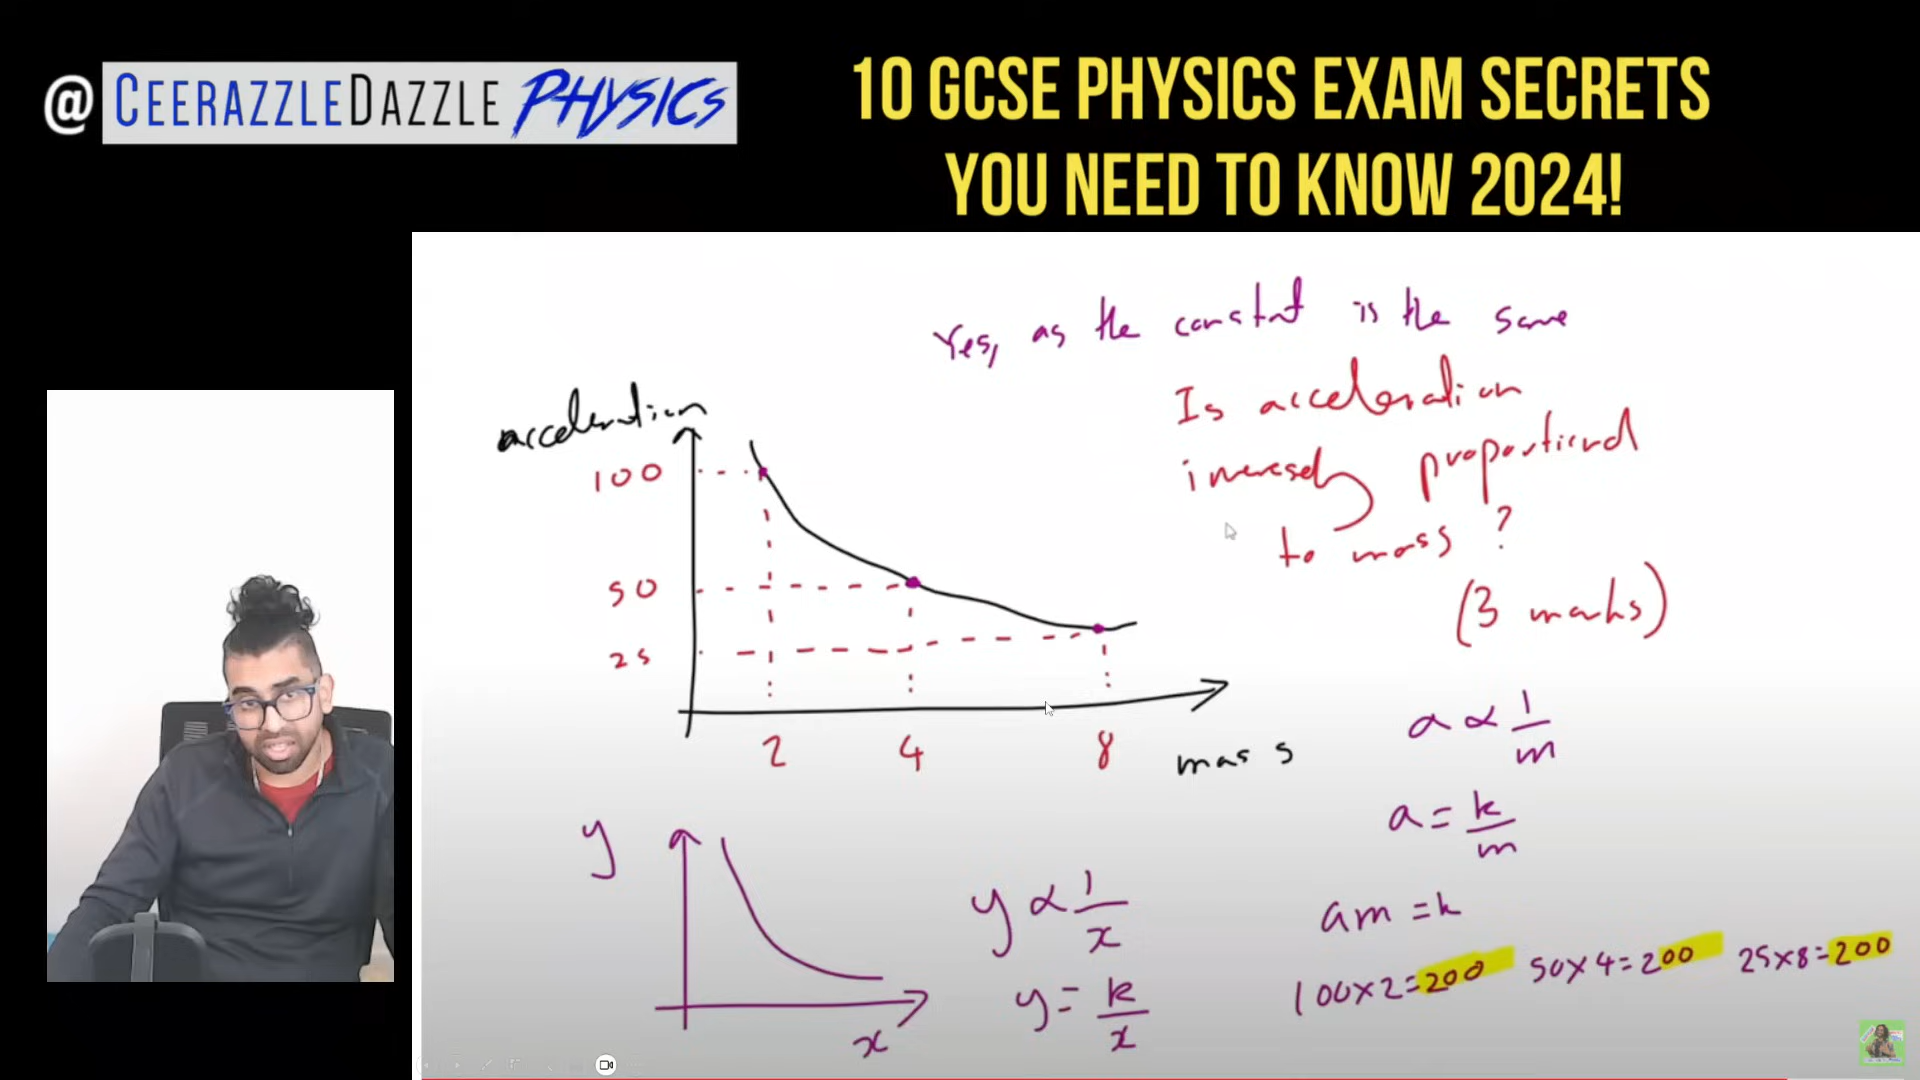 @ CEERAZZLEDAZZLE PHYSICS
10 GCSE PHYSICS EXAM SECRETS
YOU NEED TO KNOW 2024!
Yes, as the constant is the same
Is acceleration
inversely proportional
to mass ?
(3 marks)
acceleration
100
50
25
2 4 8 mass
a ∝ 1/m
a = k/m
am = k
100×2=200 50×4=200 25×8=200
y
x
y ∝ 1/x
y = k/x